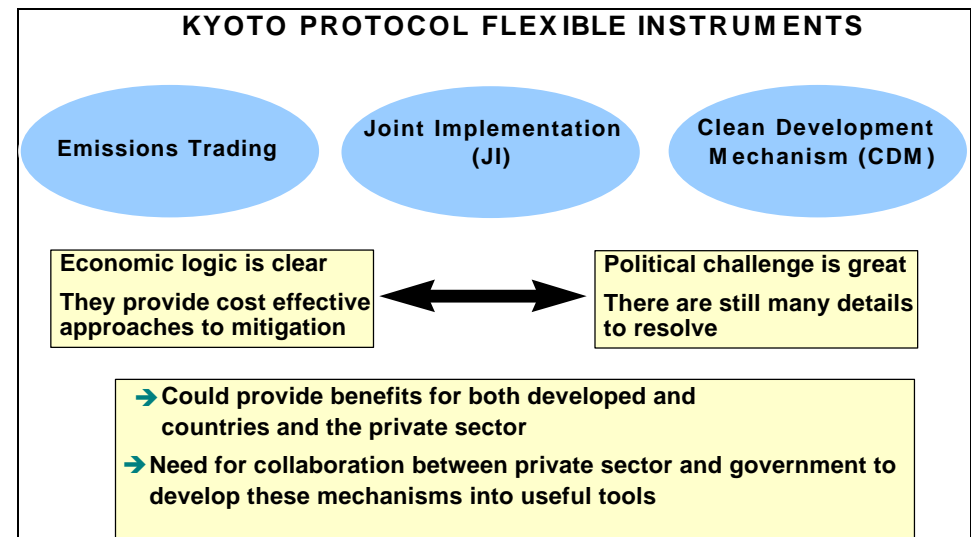 KYOTO PROTOCOL FLEXIBLE INSTRUMENTS
Emissions Trading
Joint Implementation
(JI)
Clean Development
Mechanism (CDM)
Economic logic is clear
They provide cost effective
approaches to mitigation
Political challenge is great
There are still many details
to resolve
➔ Could provide benefits for both developed and
countries and the private sector
➔ Need for collaboration between private sector and government to
develop these mechanisms into useful tools